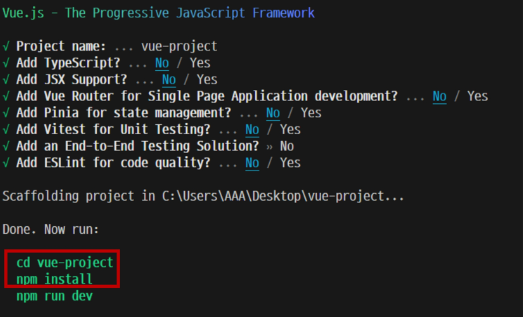 Vue.js - The Progressive JavaScript Framework
√ Project name: ... vue-project
√ Add TypeScript? ... No / Yes
√ Add JSX Support? ... No / Yes
√ Add Vue Router for Single Page Application development? ... No / Yes
√ Add Pinia for state management? ... No / Yes
√ Add Vitest for Unit Testing? ... No / Yes
√ Add an End-to-End Testing Solution? » No
√ Add ESLint for code quality? ... No / Yes
Scaffolding project in C:\Users\AAA\Desktop\vue-project...
Done. Now run:
cd vue-project
npm install
npm run dev